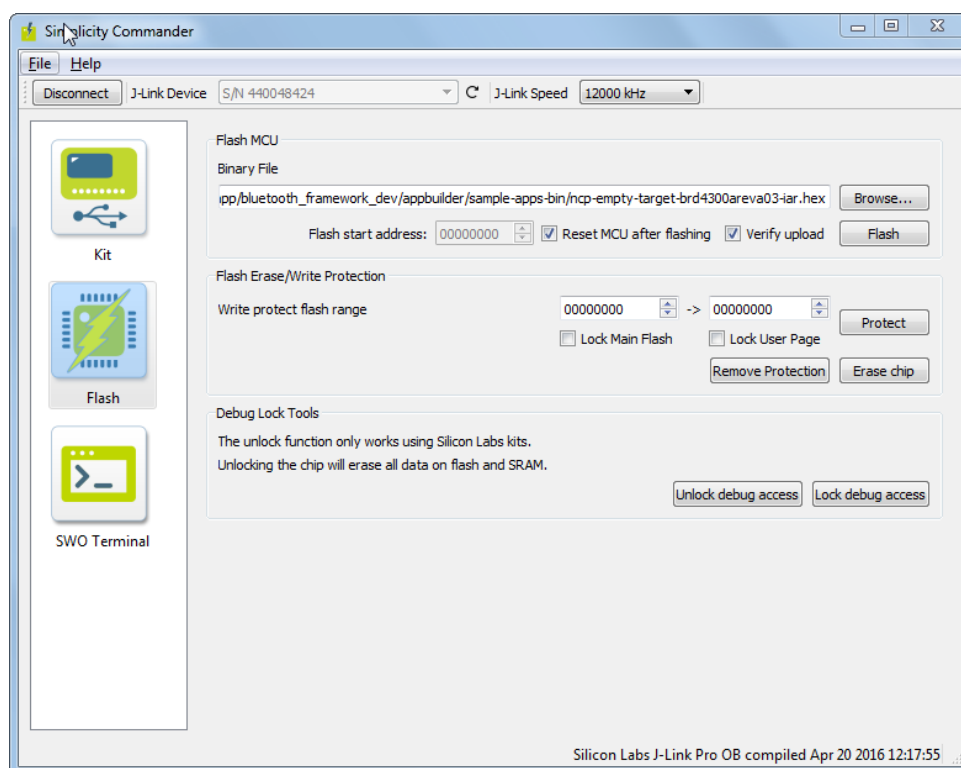 Simplicity Commander
File Help
Disconnect J-Link Device S/N 440048424 J-Link Speed 12000 kHz
Flash MCU
Binary File
app/bluetooth_framework_dev/appbuilder/sample-apps-bin/ncp-empty-target-brd4300areva03-iar.hex Browse...
Flash start address: 00000000 Reset MCU after flashing Verify upload Flash
Kit
Flash Erase/Write Protection
Write protect flash range 00000000 -> 00000000 Protect
Lock Main Flash Lock User Page
Remove Protection Erase chip
Flash
Debug Lock Tools
The unlock function only works using Silicon Labs kits.
Unlocking the chip will erase all data on flash and SRAM.
Unlock debug access Lock debug access
SWO Terminal
Silicon Labs J-Link Pro OB compiled Apr 20 2016 12:17:55